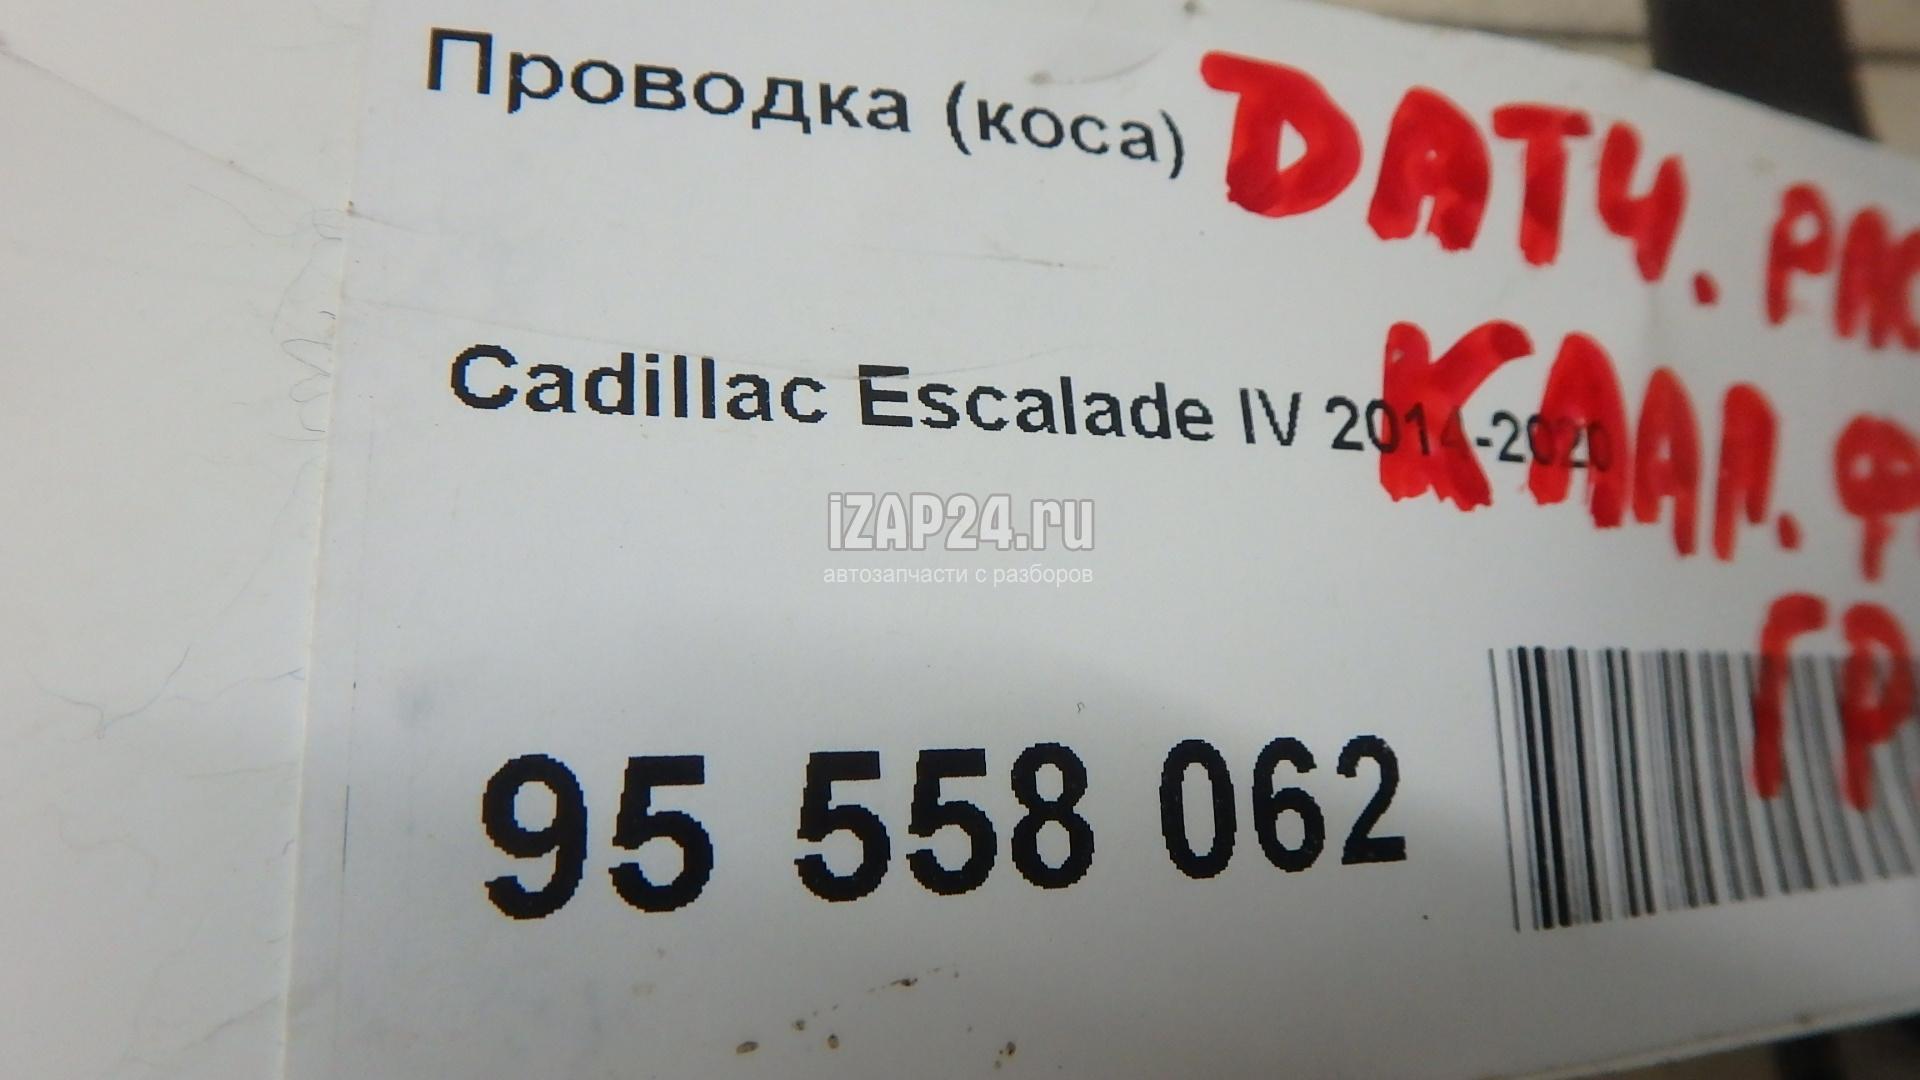 Проводка (коса)
ДАТЧ.
Cadillac Escalade IV 2014-2020
КЛАП.
iZAP24.ru
автозапчасти с разборов
95 558 062